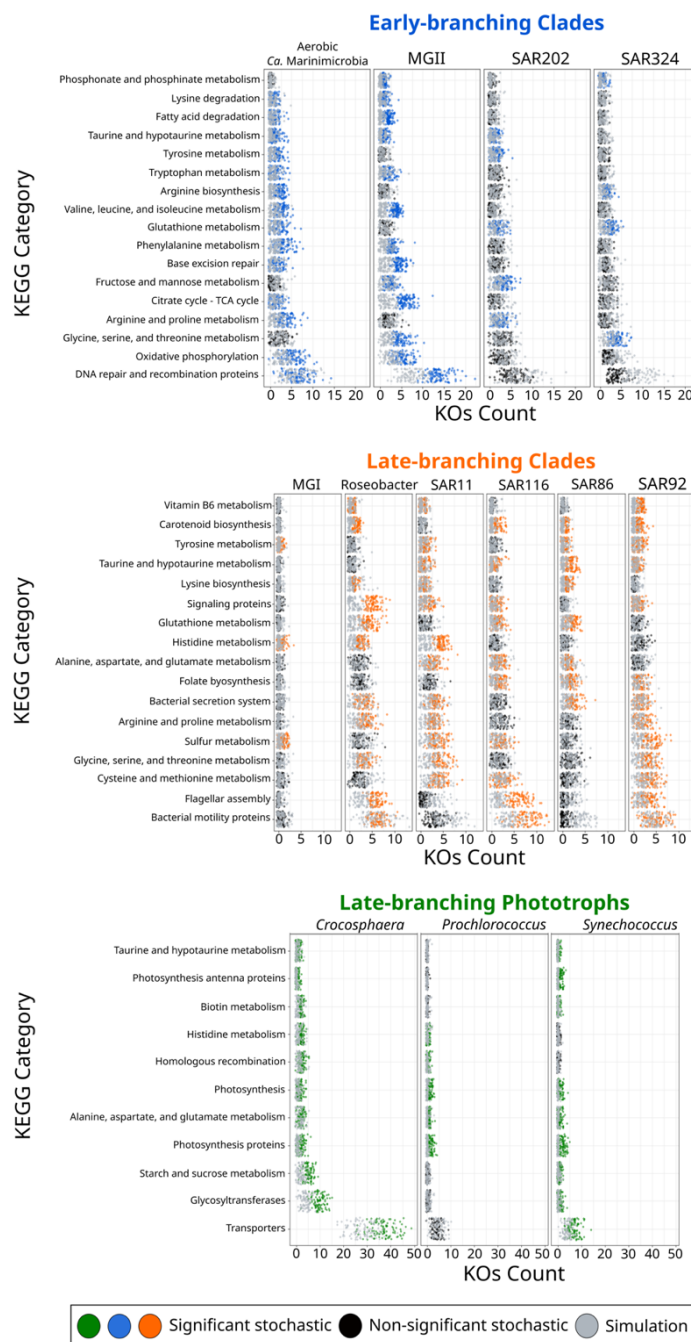 Early-branching Clades
Aerobic
Ca. Marinimicrobia
MGII
SAR202
SAR324
KEGG Category
Phosphonate and phosphinate metabolism
Lysine degradation
Fatty acid degradation
Taurine and hypotaurine metabolism
Tyrosine metabolism
Tryptophan metabolism
Arginine biosynthesis
Valine, leucine, and isoleucine metabolism
Glutathione metabolism
Phenylalanine metabolism
Base excision repair
Fructose and mannose metabolism
Citrate cycle - TCA cycle
Arginine and proline metabolism
Glycine, serine, and threonine metabolism
Oxidative phosphorylation
DNA repair and recombination proteins
0 5 10 15 20 0 5 10 15 20 0 5 10 15 20 0 5 10 15 20
KOs Count
Late-branching Clades
MGI Roseobacter SAR11 SAR116 SAR86 SAR92
KEGG Category
Vitamin B6 metabolism
Carotenoid biosynthesis
Tyrosine metabolism
Taurine and hypotaurine metabolism
Lysine biosynthesis
Signaling proteins
Glutathione metabolism
Histidine metabolism
Alanine, aspartate, and glutamate metabolism
Folate byosynthesis
Bacterial secretion system
Arginine and proline metabolism
Sulfur metabolism
Glycine, serine, and threonine metabolism
Cysteine and methionine metabolism
Flagellar assembly
Bacterial motility proteins
0 5 10 0 5 10 0 5 10 0 5 10 0 5 10 0 5 10
KOs Count
Late-branching Phototrophs
Crocosphaera Prochlorococcus Synechococcus
KEGG Category
Taurine and hypotaurine metabolism
Photosynthesis antenna proteins
Biotin metabolism
Histidine metabolism
Homologous recombination
Photosynthesis
Alanine, aspartate, and glutamate metabolism
Photosynthesis proteins
Starch and sucrose metabolism
Glycosyltransferases
Transporters
0 10 20 30 40 50 0 10 20 30 40 50 0 10 20 30 40 50
KOs Count
Significant stochastic Non-significant stochastic Simulation